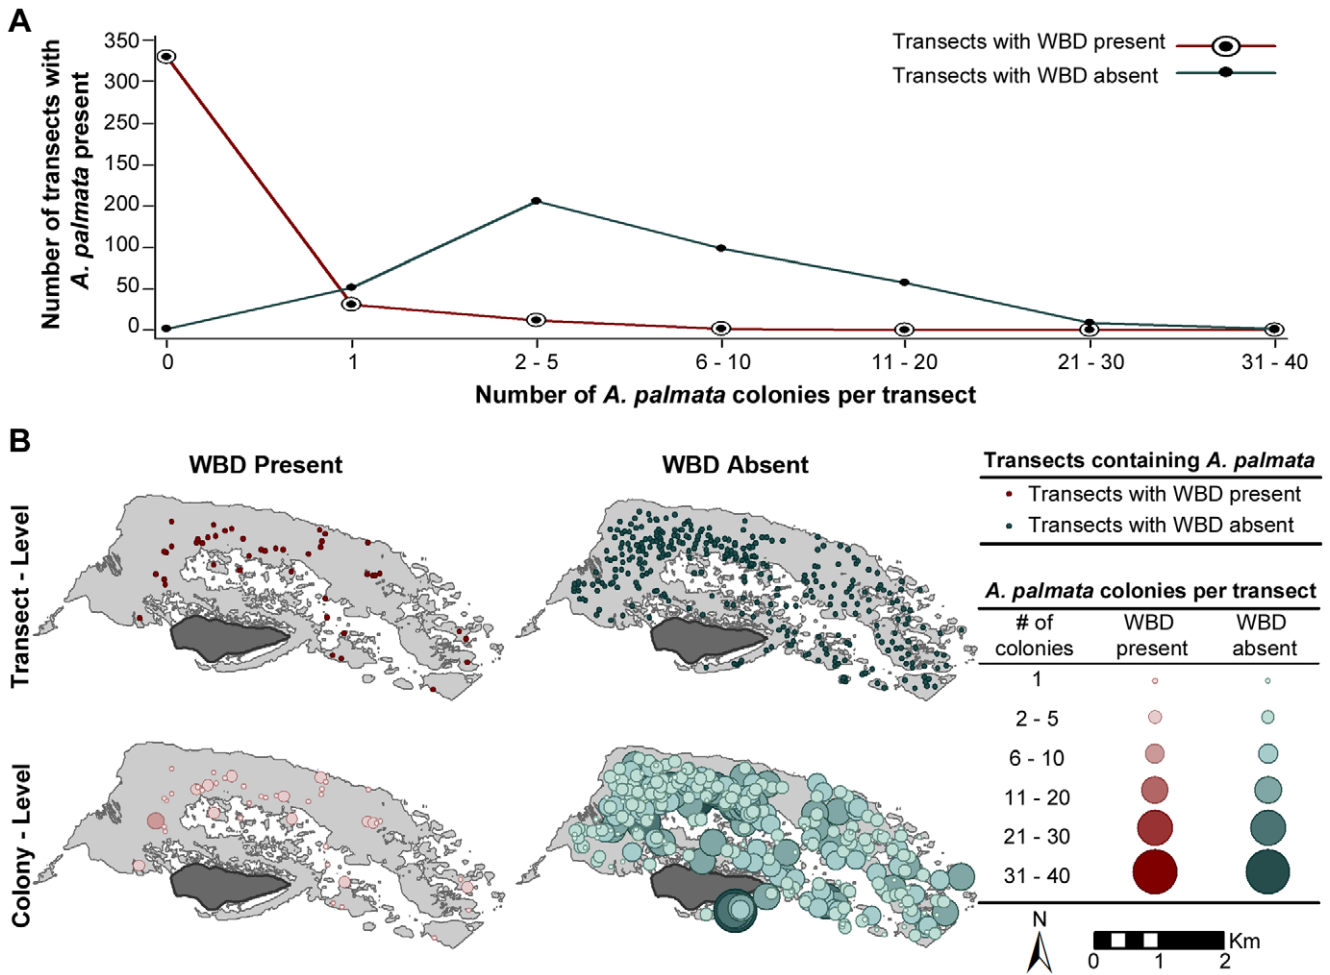 A
Number of transects with
A. palmata present
350
300
250
150
200
100
50
0
Transects with WBD present
Transects with WBD absent
0 1 2 - 5 6 - 10 11 - 20 21 - 30 31 - 40
Number of A. palmata colonies per transect
B
WBD Present WBD Absent
Transect - Level
Colony - Level
Transects containing A. palmata
Transects with WBD present
Transects with WBD absent
A. palmata colonies per transect
# of WBD WBD
colonies present absent
1
2 - 5
6 - 10
11 - 20
21 - 30
31 - 40
N
Km
0 1 2